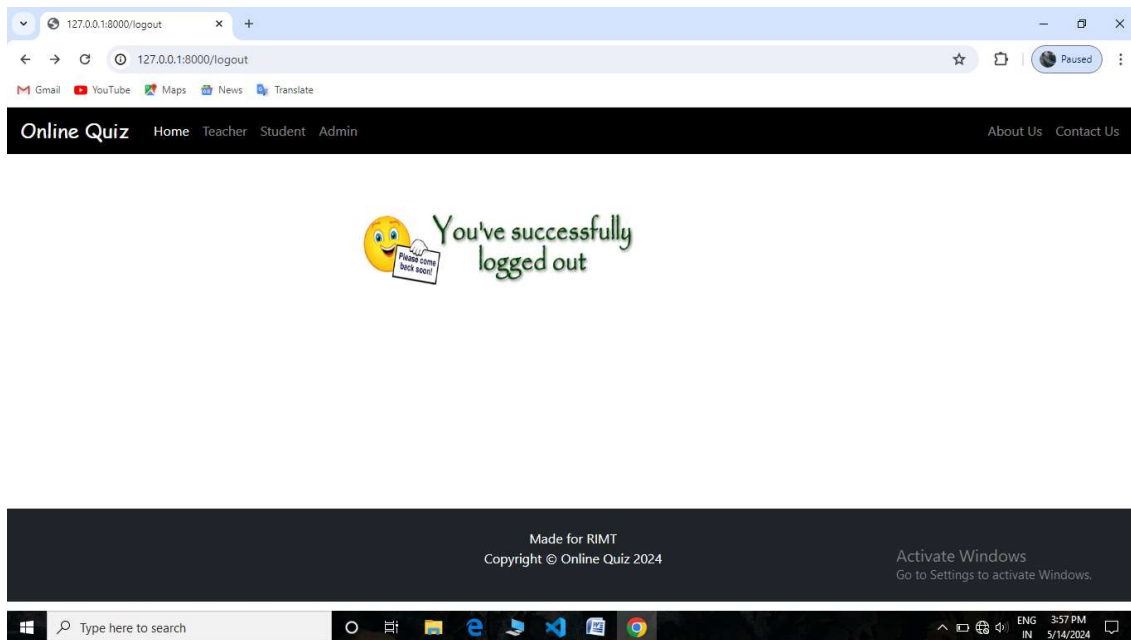 127.0.0.1:8000/logout
127.0.0.1:8000/logout
Paused
Gmail YouTube Maps News Translate
Online Quiz Home Teacher Student Admin About Us Contact Us
You've successfully
logged out
Please come
back soon!
Made for RIMT
Copyright © Online Quiz 2024
Activate Windows
Go to Settings to activate Windows.
Type here to search
ENG 3:57 PM
IN 5/14/2024